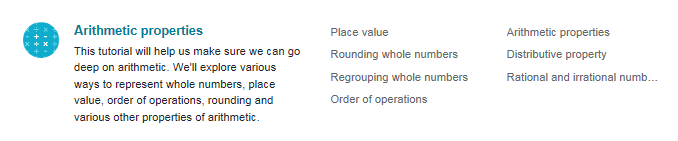 Arithmetic properties
This tutorial will help us make sure we can go
deep on arithmetic. We'll explore various
ways to represent whole numbers, place
value, order of operations, rounding and
various other properties of arithmetic.
Place value
Rounding whole numbers
Regrouping whole numbers
Order of operations
Arithmetic properties
Distributive property
Rational and irrational numb…